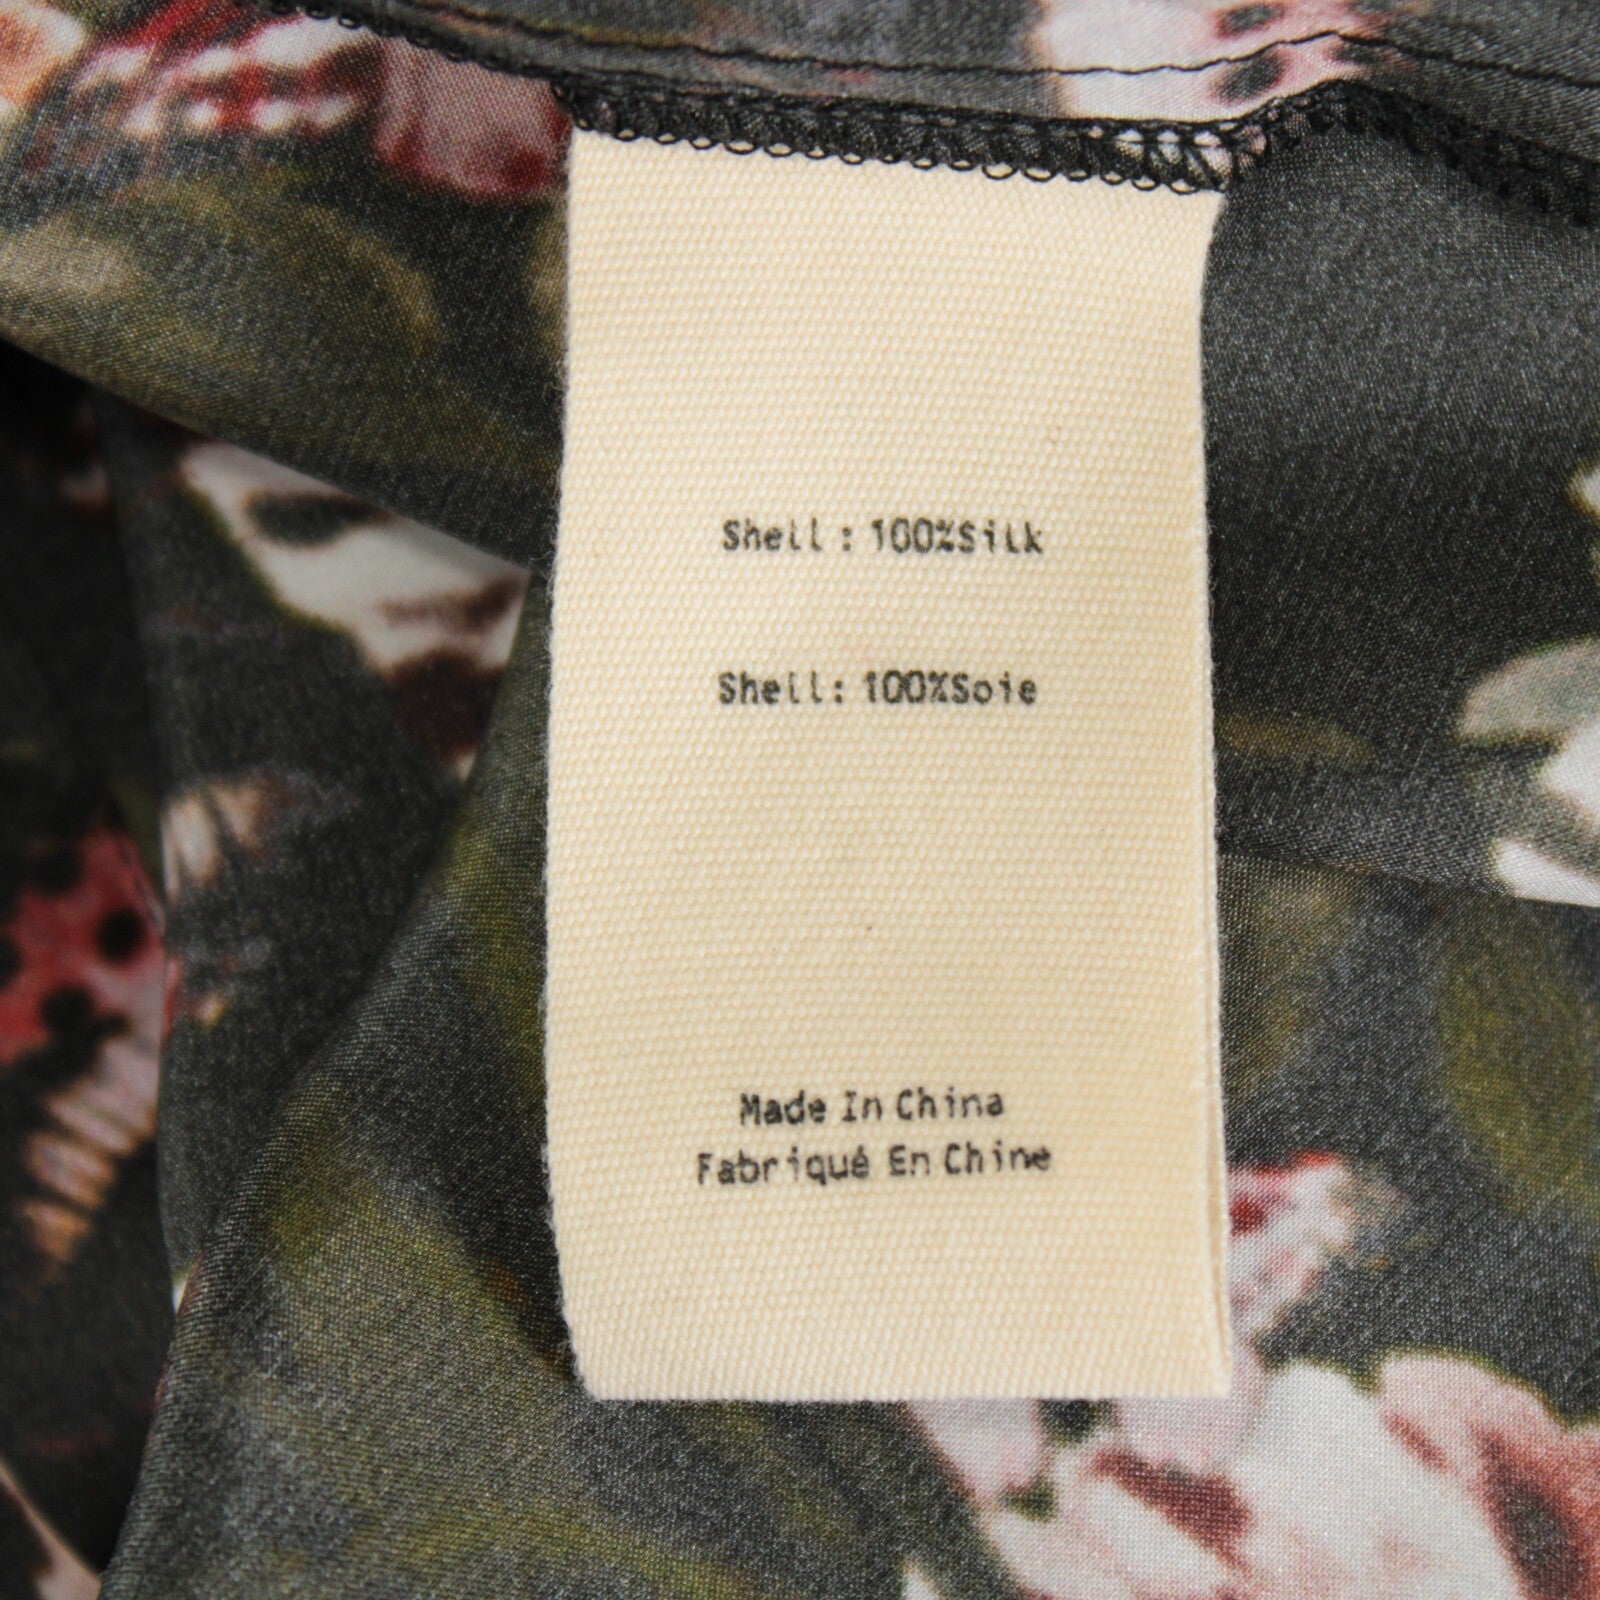 Shell: 100%Silk
Shell: 100%Soie
Made In China
Fabriqué En Chine